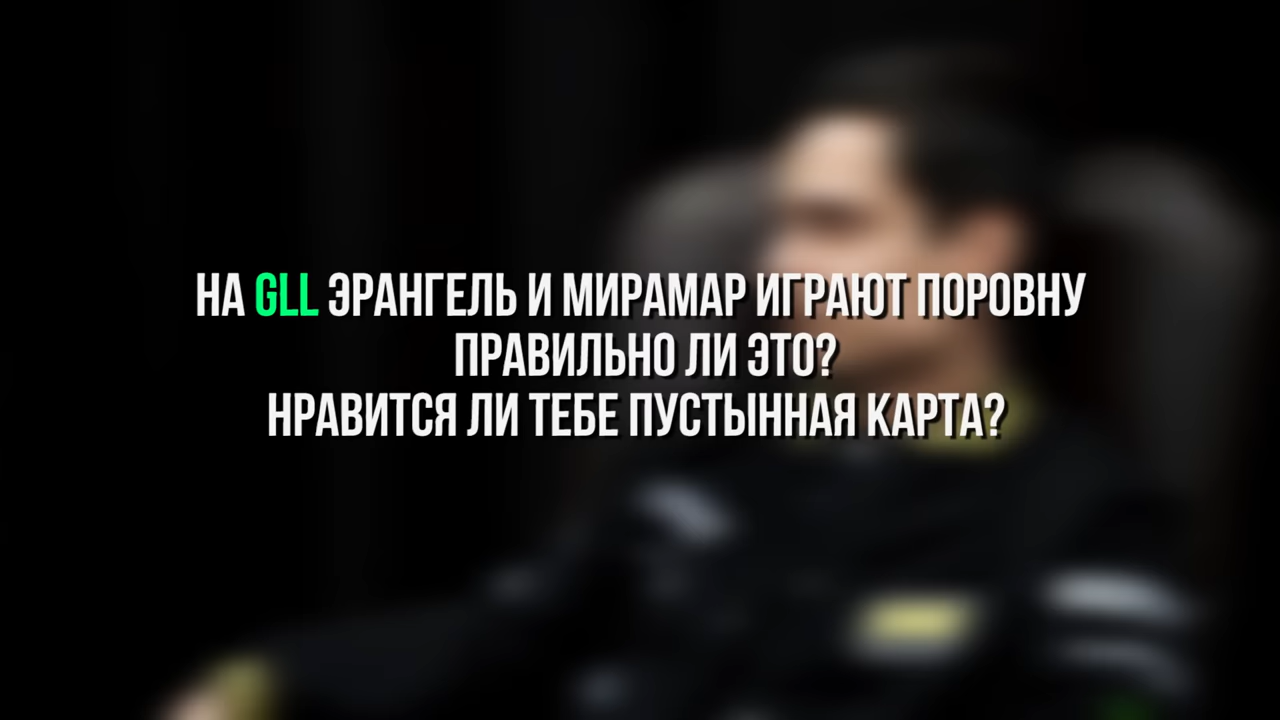 НА GLL ЭРАНГЕЛЬ И МИРАМАР ИГРАЮТ ПОРОВНУ
ПРАВИЛЬНО ЛИ ЭТО?
НРАВИТСЯ ЛИ ТЕБЕ ПУСТЫННАЯ КАРТА?